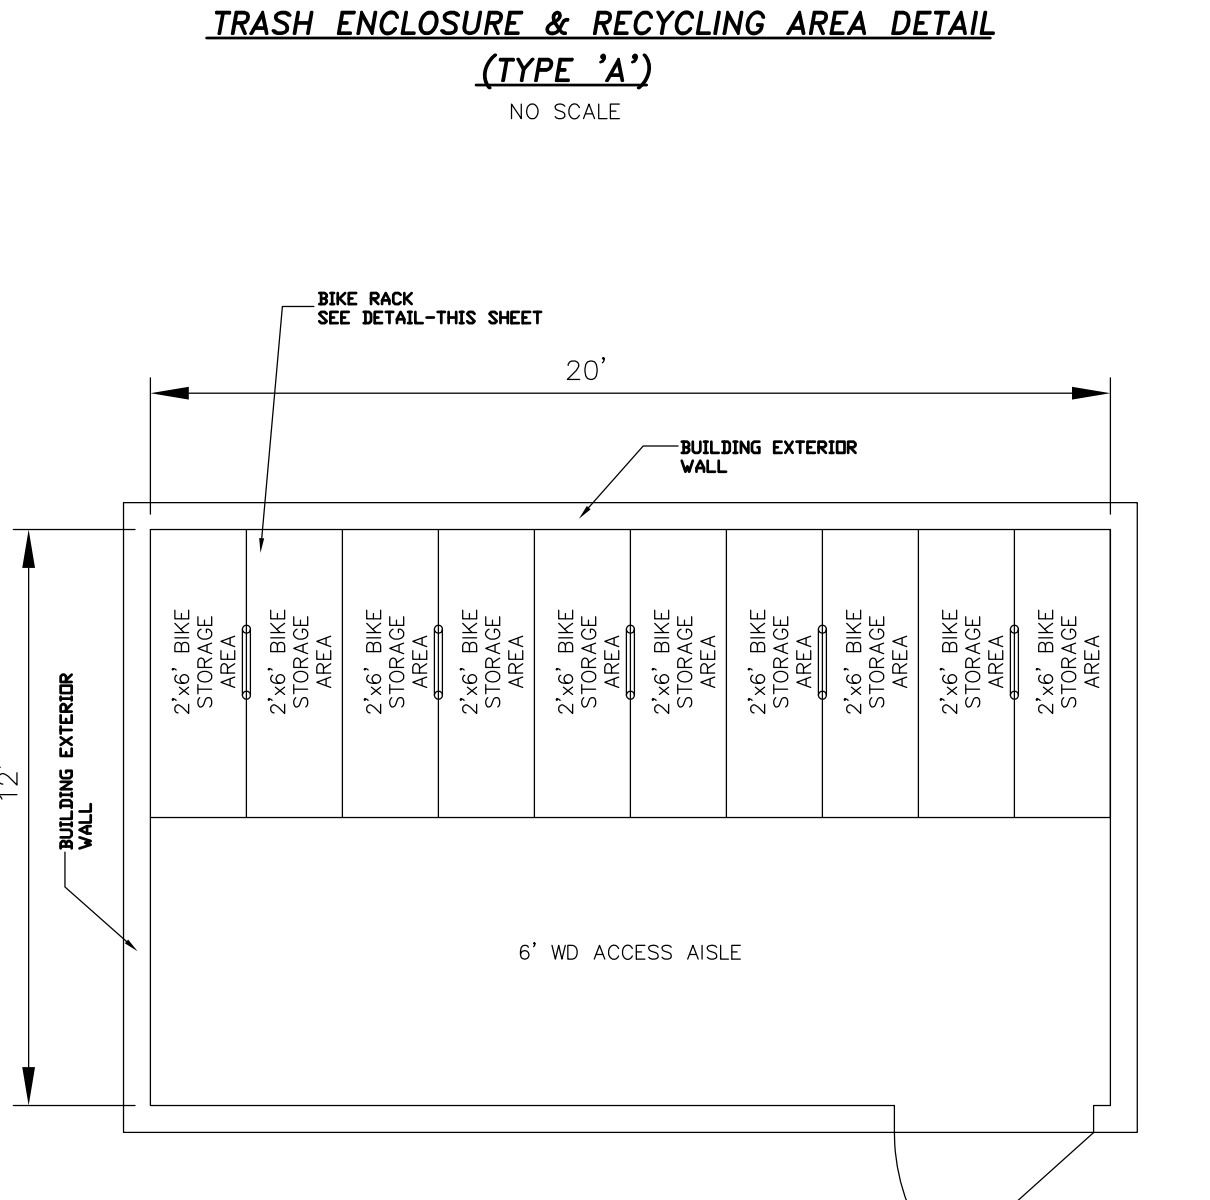 TRASH ENCLOSURE & RECYCLING AREA DETAIL
(TYPE 'A')
NO SCALE
BIKE RACK
SEE DETAIL-THIS SHEET
20'
BUILDING EXTERIOR
WALL
2'x6' BIKE
STORAGE
AREA
2'x6' BIKE
STORAGE
AREA
2'x6' BIKE
STORAGE
AREA
2'x6' BIKE
STORAGE
AREA
2'x6' BIKE
STORAGE
AREA
2'x6' BIKE
STORAGE
AREA
2'x6' BIKE
STORAGE
AREA
2'x6' BIKE
STORAGE
AREA
2'x6' BIKE
STORAGE
AREA
2'x6' BIKE
STORAGE
AREA
12'
BUILDING EXTERIOR
WALL
6' WD ACCESS AISLE